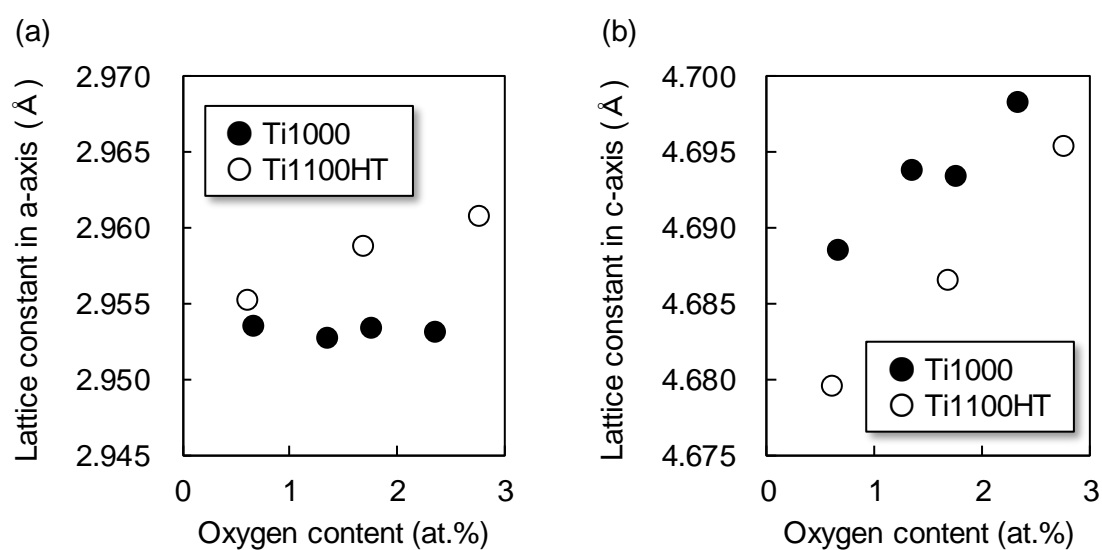 (a)
Lattice constant in a-axis (Å)
2.970
2.965
2.960
2.955
2.950
2.945
Ti1000
Ti1100HT
0 1 2 3
Oxygen content (at.%)
(b)
Lattice constant in c-axis (Å)
4.700
4.695
4.690
4.685
4.680
4.675
Ti1000
Ti1100HT
0 1 2 3
Oxygen content (at.%)